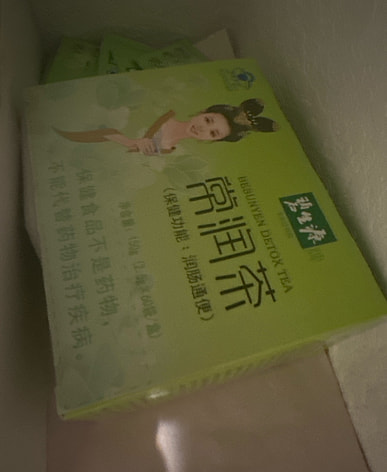 碧生源
BESUNYEN DETOX TEA
常润茶
(保健功能：润肠通便)
保健食品不是药物，
不能代替药物治疗疾病。